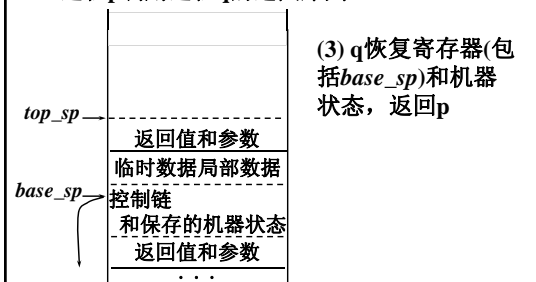 (3) q恢复寄存器(包
括base_sp)和机器
状态，返回p
top_sp
返回值和参数
临时数据局部数据
base_sp
控制链
和保存的机器状态
返回值和参数
. . .